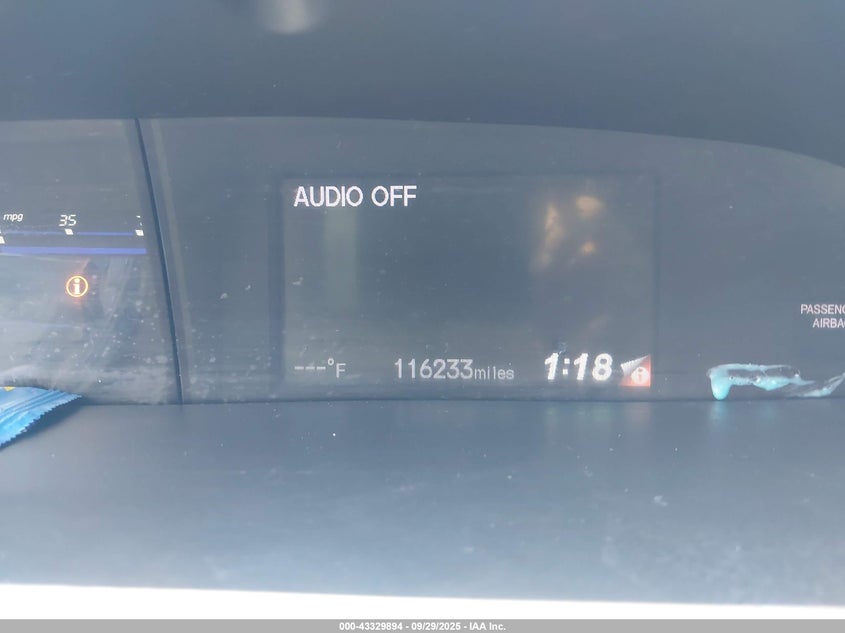 AUDIO OFF
mpg 35
PASSENG
AIRBAG
---°F 116233miles 1:18
000-43329894 - 09/29/2025 - IAA Inc.